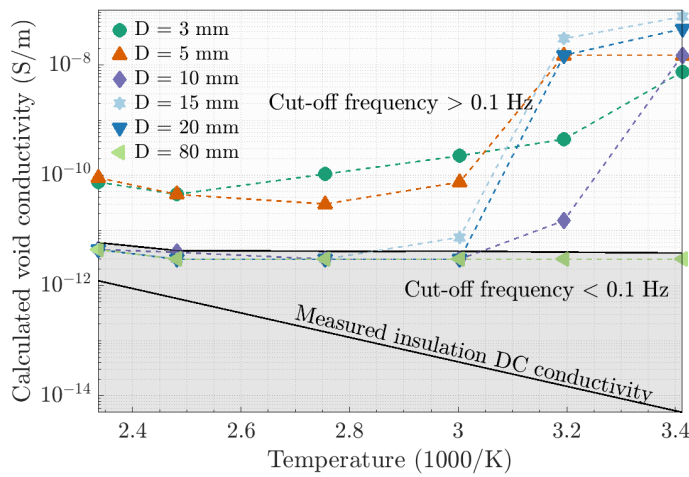 Calculated void conductivity (S/m)
10⁻⁸
10⁻¹⁰
10⁻¹²
10⁻¹⁴
D = 3 mm
D = 5 mm
D = 10 mm
D = 15 mm
D = 20 mm
D = 80 mm
Cut-off frequency > 0.1 Hz
Cut-off frequency < 0.1 Hz
Measured insulation DC conductivity
2.4 2.6 2.8 3 3.2 3.4
Temperature (1000/K)